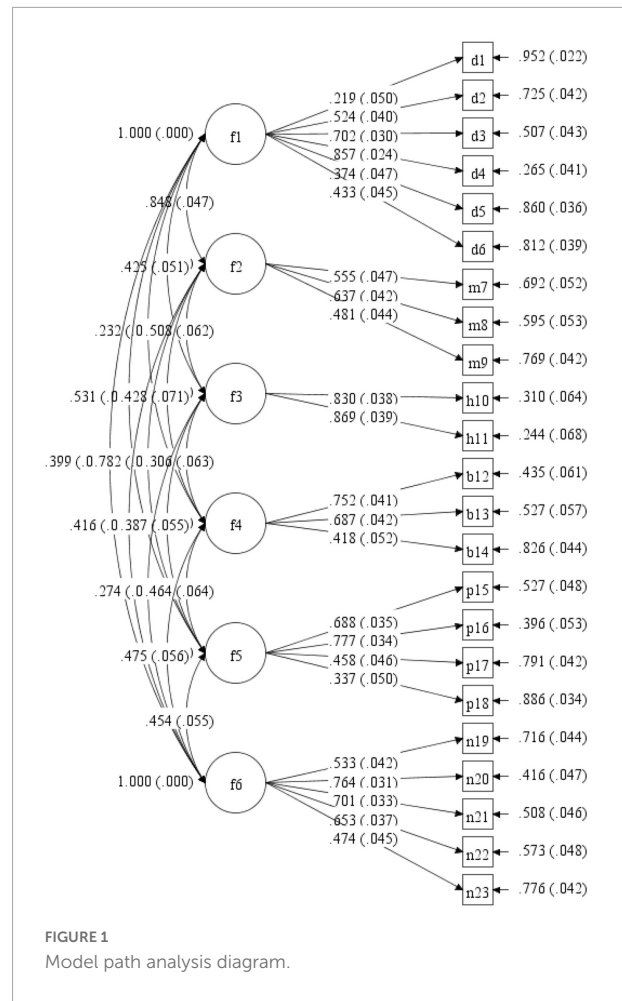 d1 .952 (.022)
.219 (.050) d2 .725 (.042)
.524 (.040)
1.000 (.000) f1 .702 (.030) d3 .507 (.043)
.857 (.024) d4 .265 (.041)
.374 (.047)
.433 (.045) d5 .860 (.036)
.848 (.047)
d6 .812 (.039)
.425 (.051) f2 .555 (.047) m7 .692 (.052)
.637 (.042)
.481 (.044) m8 .595 (.053)
.232 (.0 .508 (.062) m9 .769 (.042)
.531 (.0 .428 (.071) f3 .830 (.038) h10 .310 (.064)
.869 (.039) h11 .244 (.068)
.399 (.0 .782 (.0 .306 (.063) b12 .435 (.061)
.752 (.041)
.416 (.0 .387 (.055) f4 .687 (.042) b13 .527 (.057)
.418 (.052) b14 .826 (.044)
.274 (.0 .464 (.064) p15 .527 (.048)
.688 (.035) p16 .396 (.053)
.777 (.034)
.475 (.056) f5 .458 (.046) p17 .791 (.042)
.337 (.050) p18 .886 (.034)
.454 (.055)
.533 (.042) n19 .716 (.044)
1.000 (.000) f6 .764 (.031) n20 .416 (.047)
.701 (.033) n21 .508 (.046)
.653 (.037)
.474 (.045) n22 .573 (.048)
n23 .776 (.042)
FIGURE 1
Model path analysis diagram.